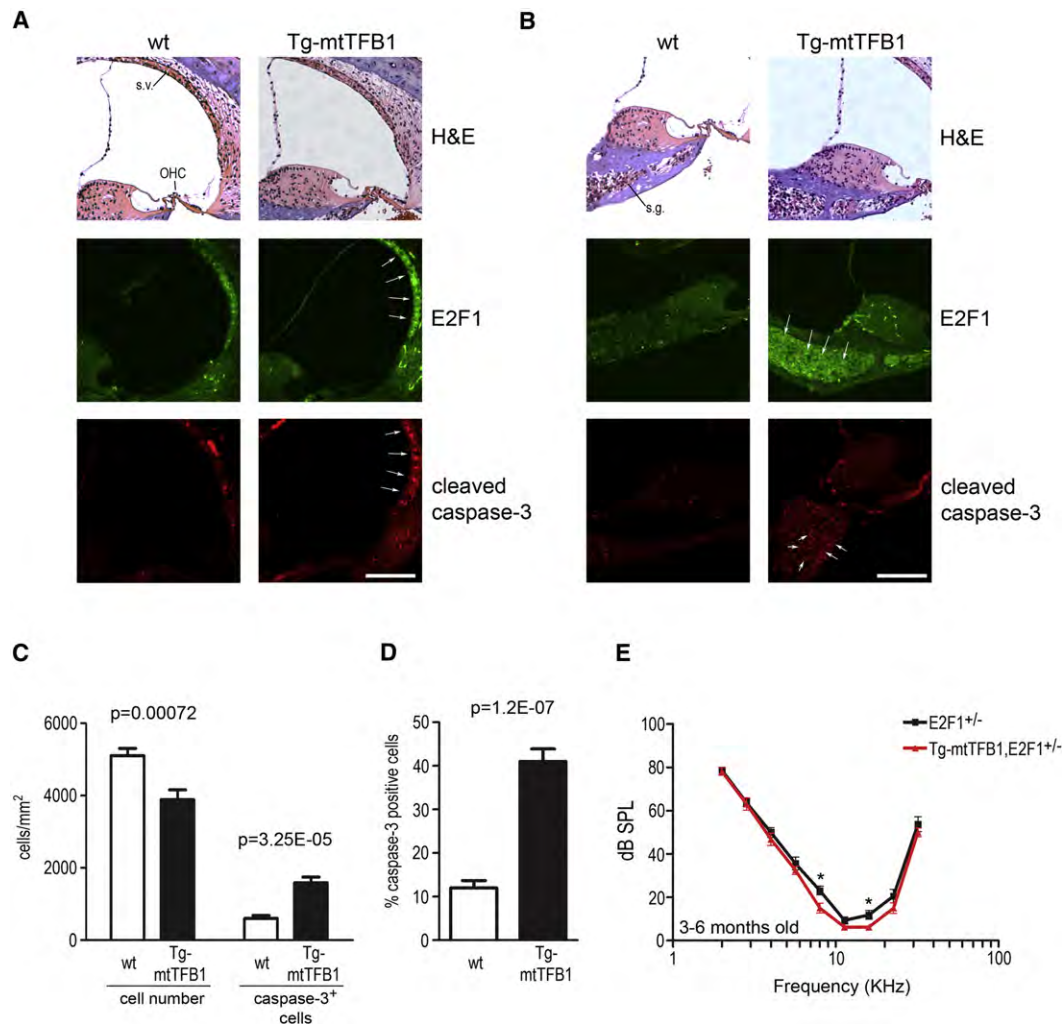 A
wt
Tg-mtTFB1
s.v.
OHC
H&E
E2F1
cleaved
caspase-3
B
wt
Tg-mtTFB1
s.g.
H&E
E2F1
cleaved
caspase-3
C
p=0.00072
p=3.25E-05
cells/mm²
6000
4000
2000
0
wt
Tg-
mtTFB1
wt
Tg-
mtTFB1
cell number
caspase-3⁺
cells
D
p=1.2E-07
% caspase-3 positive cells
50
40
30
20
10
0
wt
Tg-
mtTFB1
E
E2F1⁺/⁻
Tg-mtTFB1,E2F1⁺/⁻
dB SPL
100
80
60
40
20
0
*
*
3-6 months old
1
10
100
Frequency (KHz)